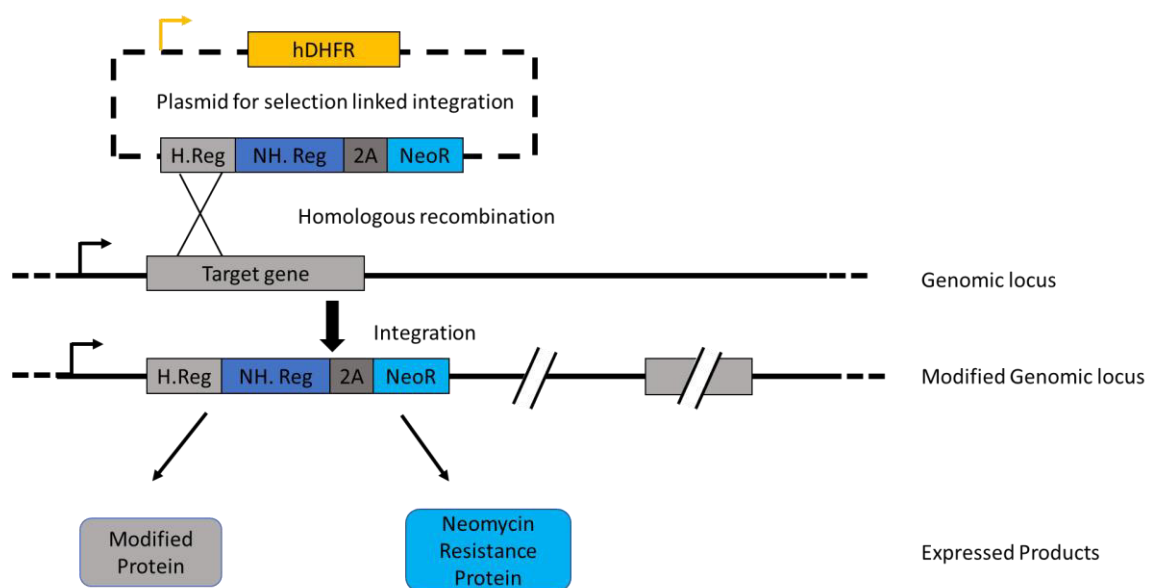 hDHFR
Plasmid for selection linked integration
H.Reg NH. Reg 2A NeoR
Homologous recombination
Target gene
Genomic locus
Integration
H.Reg NH. Reg 2A NeoR
Modified Genomic locus
Modified
Protein
Neomycin
Resistance
Protein
Expressed Products